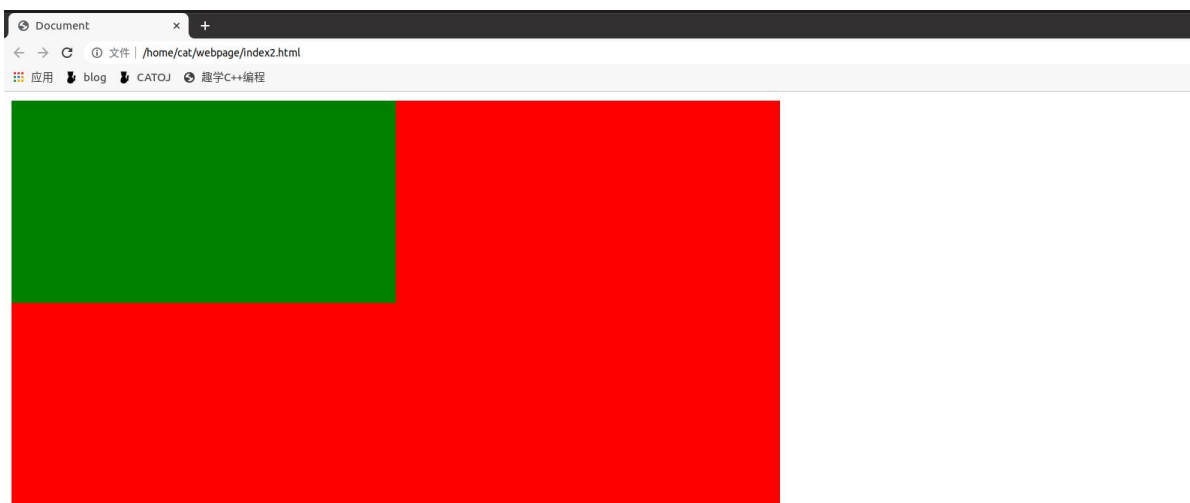 Document × +
文件 | /home/cat/webpage/index2.html
应用 blog CATOJ 趣学C++编程